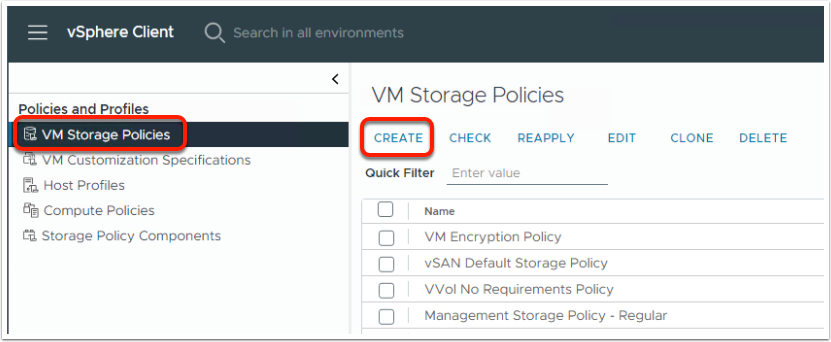 vSphere Client
Search in all environments
Policies and Profiles
VM Storage Policies
VM Customization Specifications
Host Profiles
Compute Policies
Storage Policy Components
VM Storage Policies
CREATE CHECK REAPPLY EDIT CLONE DELETE
Quick Filter Enter value
Name
VM Encryption Policy
vSAN Default Storage Policy
VVol No Requirements Policy
Management Storage Policy - Regular